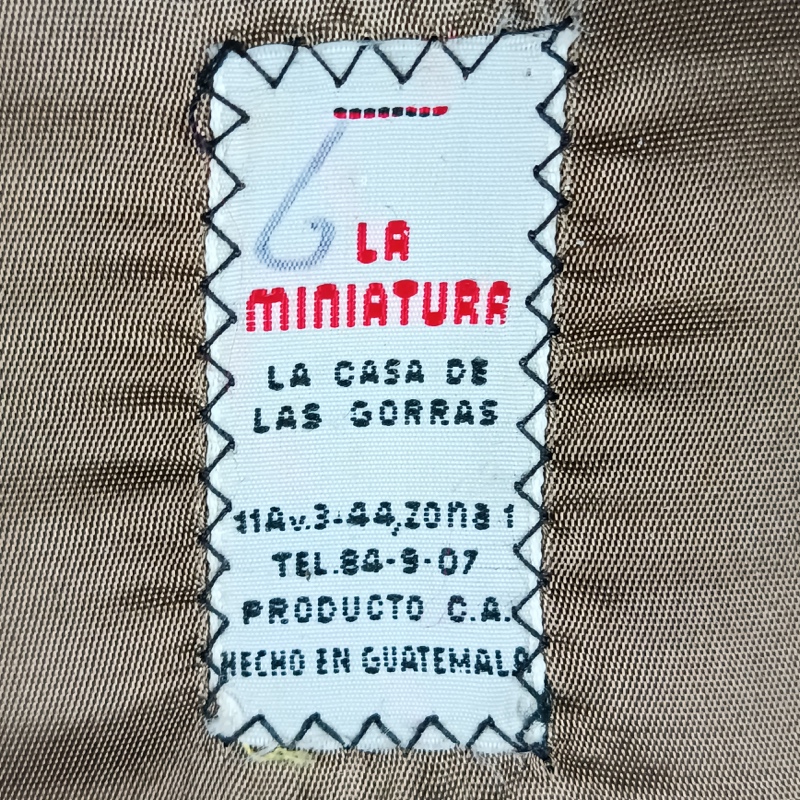 6
LA
MINIATURA
LA CASA DE
LAS GORRAS
11Av.3-44,Zona 1
TEL.84-9-07
PRODUCTO C.A.
HECHO EN GUATEMALA